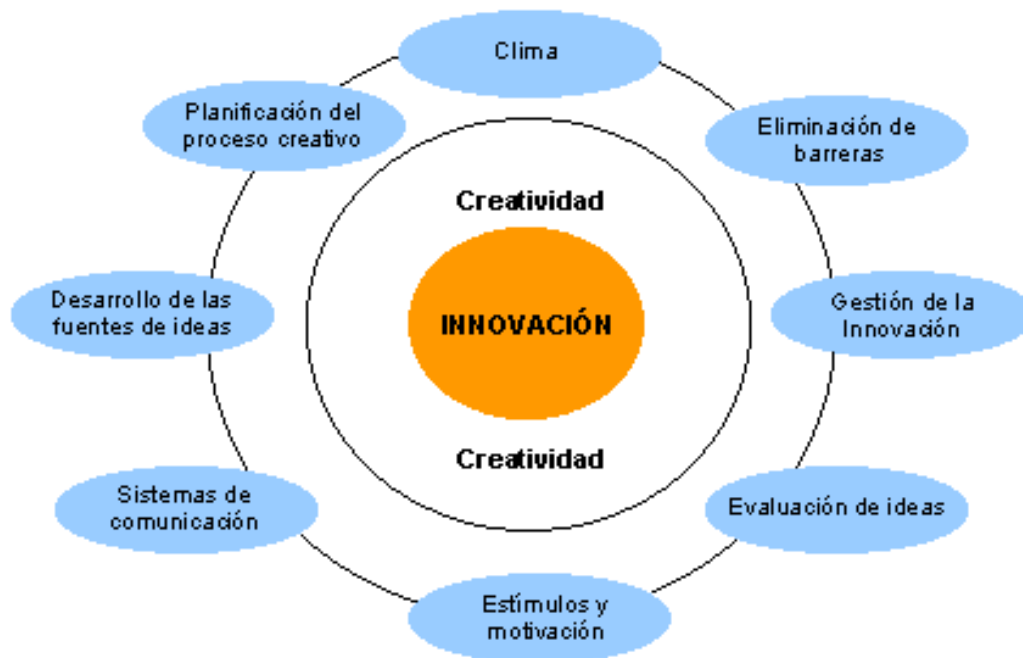 Clima
Planificación del
proceso creativo
Eliminación de
barreras
Creatividad
Desarrollo de las
fuentes de ideas
INNOVACIÓN
Gestión de la
Innovación
Creatividad
Sistemas de
comunicación
Evaluación de ideas
Estímulos y
motivación